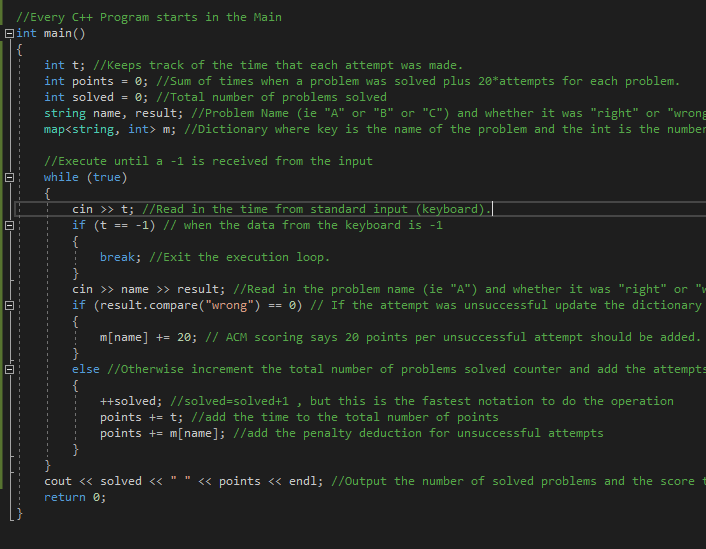 //Every C++ Program starts in the Main
int main()
{
int t; //Keeps track of the time that each attempt was made.
int points = 0; //Sum of times when a problem was solved plus 20*attempts for each problem.
int solved = 0; //Total number of problems solved
string name, result; //Problem Name (ie "A" or "B" or "C") and whether it was "right" or "wrong
map<string, int> m; //Dictionary where key is the name of the problem and the int is the number
//Execute until a -1 is received from the input
while (true)
{
cin >> t; //Read in the time from standard input (keyboard).
if (t == -1) // when the data from the keyboard is -1
{
break; //Exit the execution loop.
}
cin >> name >> result; //Read in the problem name (ie "A") and whether it was "right" or "w
if (result.compare("wrong") == 0) // If the attempt was unsuccessful update the dictionary
{
m[name] += 20; // ACM scoring says 20 points per unsuccessful attempt should be added.
}
else //Otherwise increment the total number of problems solved counter and add the attempts
{
++solved; //solved=solved+1 , but this is the fastest notation to do the operation
points += t; //add the time to the total number of points
points += m[name]; //add the penalty deduction for unsuccessful attempts
}
}
cout << solved << " " << points << endl; //Output the number of solved problems and the score t
return 0;
}